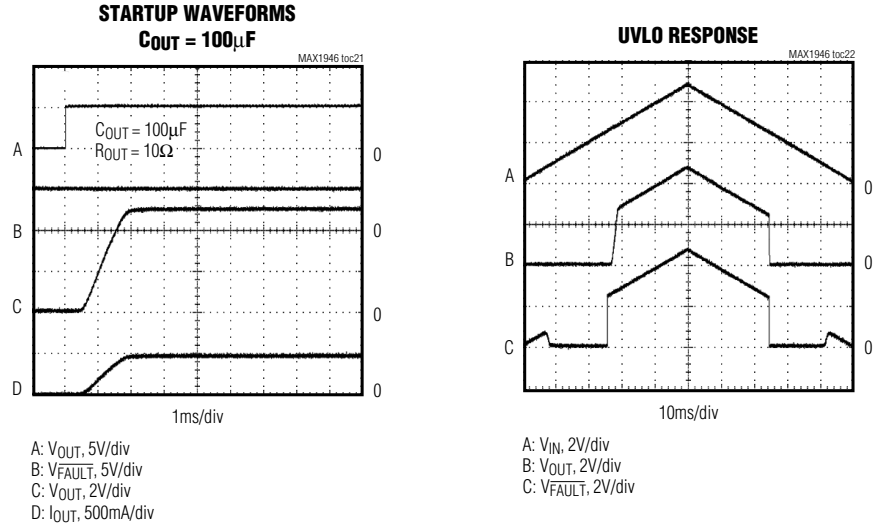 STARTUP WAVEFORMS
COUT = 100μF
MAX1946 toc21
COUT = 100μF
ROUT = 10Ω
A
0
B
0
C
0
D
0
1ms/div
A: VOUT, 5V/div
B: VFAULT, 5V/div
C: VOUT, 2V/div
D: IOUT, 500mA/div
UVLO RESPONSE
MAX1946 toc22
A
0
B
0
C
0
10ms/div
A: VIN, 2V/div
B: VOUT, 2V/div
C: VFAULT, 2V/div